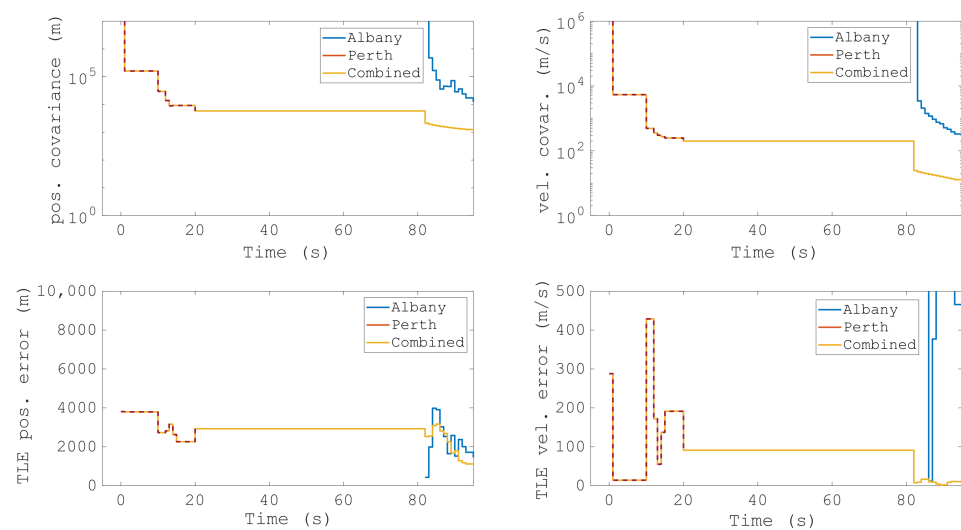 pos. covariance (m)
10^5
10^0
Albany
Perth
Combined
0 20 40 60 80
Time (s)
vel. covar. (m/s)
10^6
10^4
10^2
10^0
Albany
Perth
Combined
0 20 40 60 80
Time (s)
TLE pos. error (m)
10,000
8000
6000
4000
2000
0
Albany
Perth
Combined
0 20 40 60 80
Time (s)
TLE vel. error (m/s)
500
400
300
200
100
0
Albany
Perth
Combined
0 20 40 60 80
Time (s)